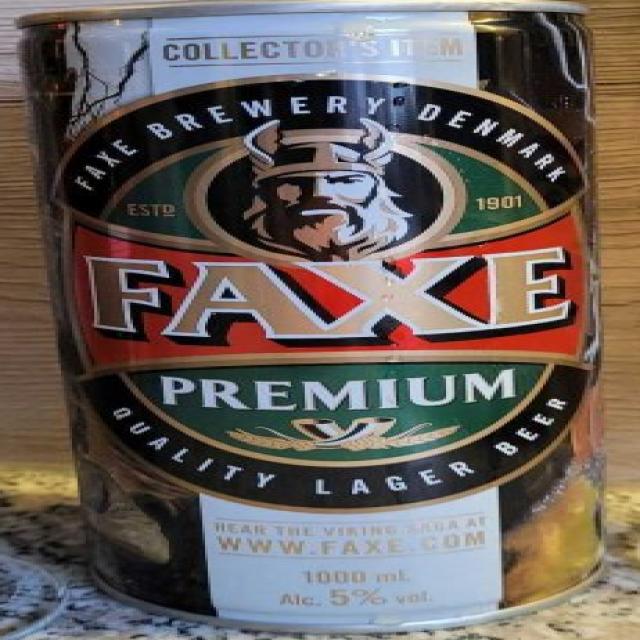 COLLECTOR'S ITEM
FAXE BREWERY DENMARK
ESTD 1901
FAXE
PREMIUM
QUALITY LAGER BEER
HEAR THE VIKING SAGA AT
WWW.FAXE.COM
1000 mL
Alc. 5% vol.